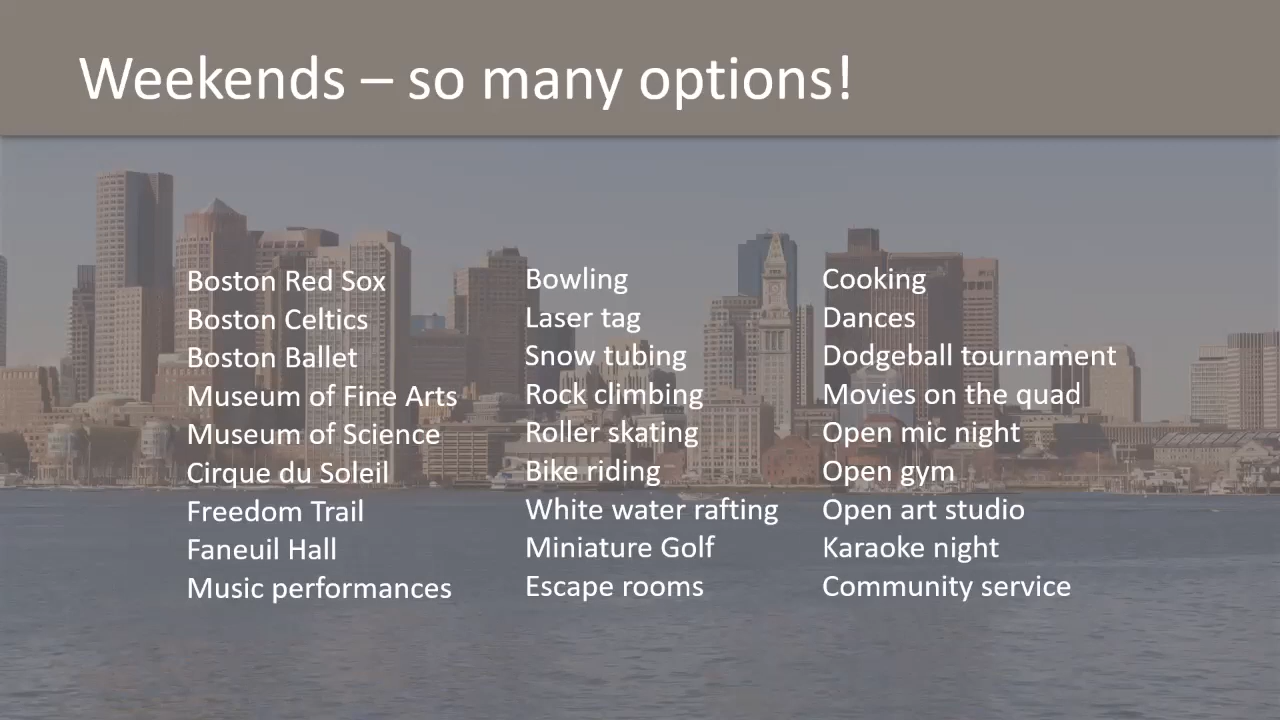 Weekends – so many options!
Boston Red Sox
Boston Celtics
Boston Ballet
Museum of Fine Arts
Museum of Science
Cirque du Soleil
Freedom Trail
Faneuil Hall
Music performances
Bowling
Laser tag
Snow tubing
Rock climbing
Roller skating
Bike riding
White water rafting
Miniature Golf
Escape rooms
Cooking
Dances
Dodgeball tournament
Movies on the quad
Open mic night
Open gym
Open art studio
Karaoke night
Community service